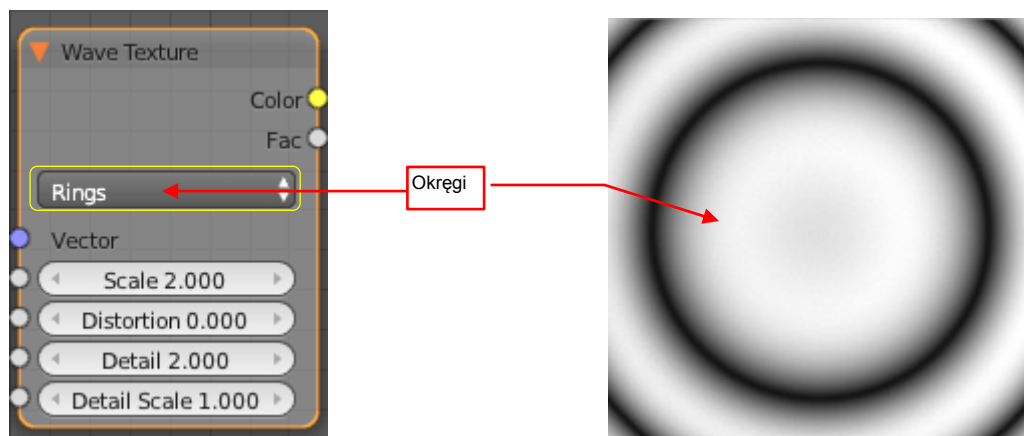 Wave Texture
Color
Fac
Rings
Okręgi
Vector
Scale 2.000
Distortion 0.000
Detail 2.000
Detail Scale 1.000